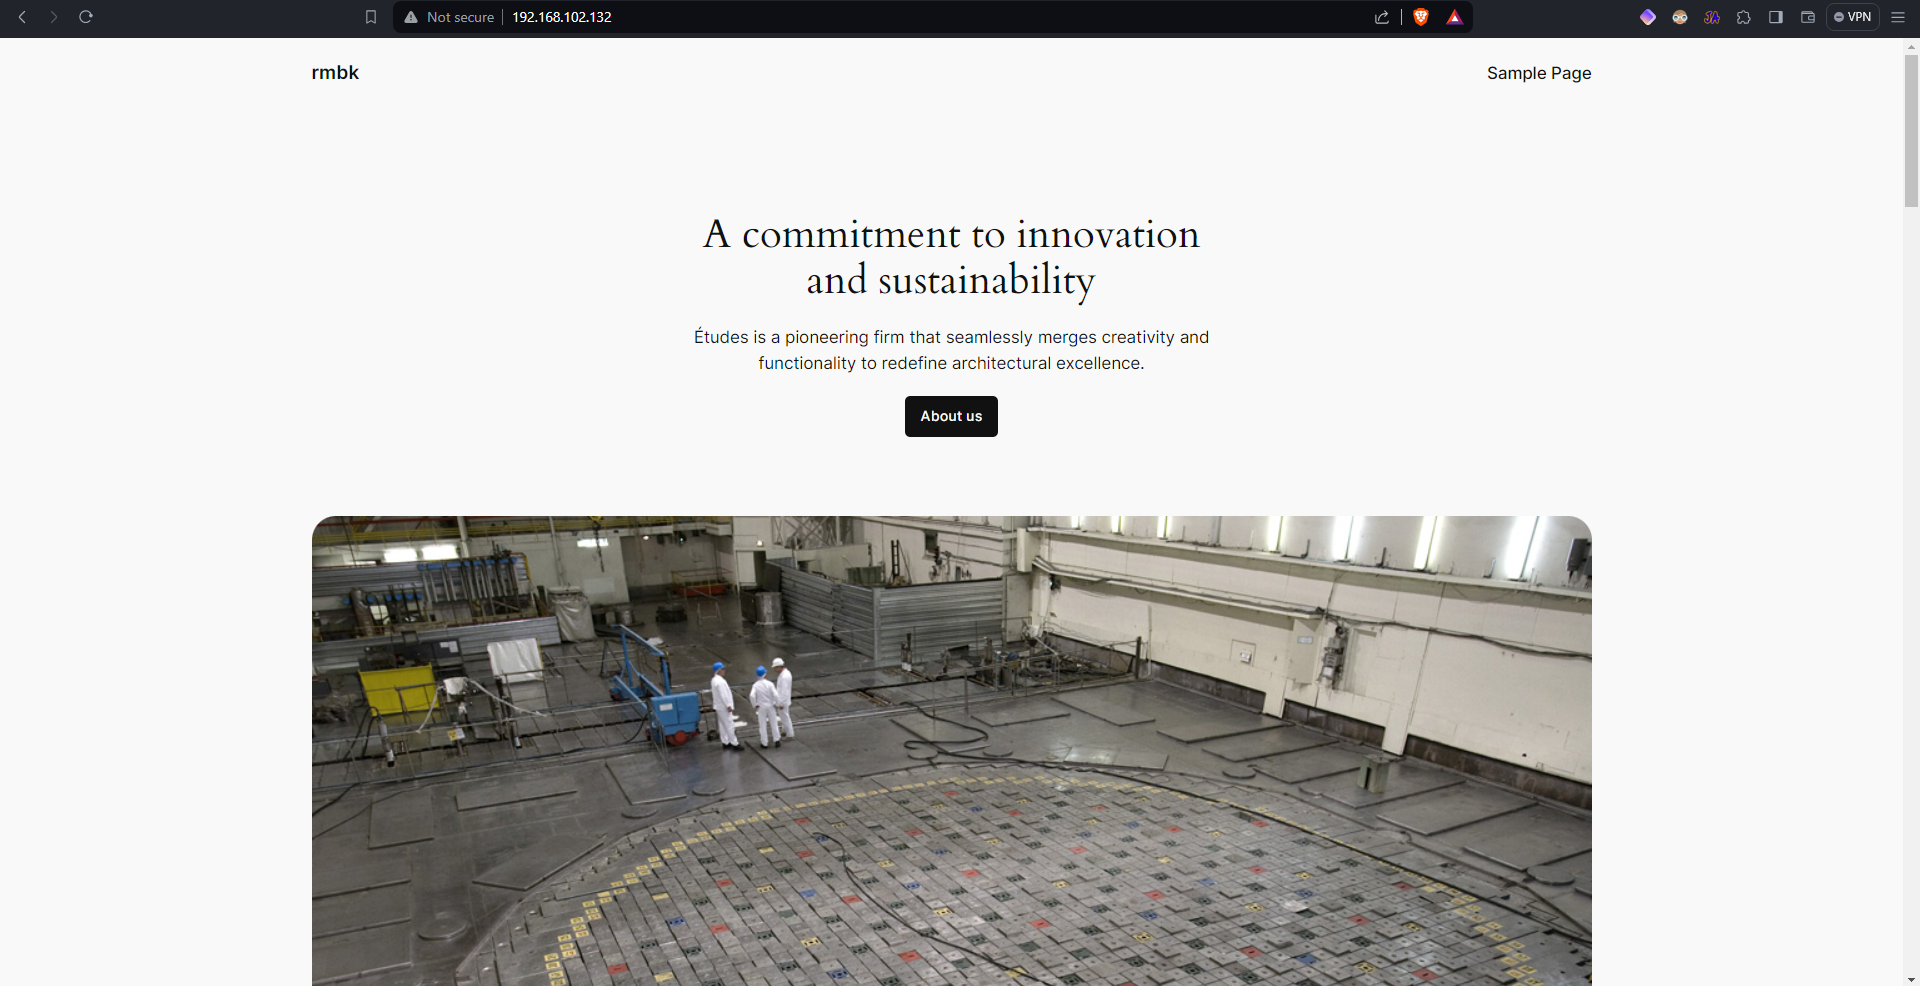 Not secure
192.168.102.132
VPN
rmbk
Sample Page
A commitment to innovation
and sustainability
Études is a pioneering firm that seamlessly merges creativity and
functionality to redefine architectural excellence.
About us